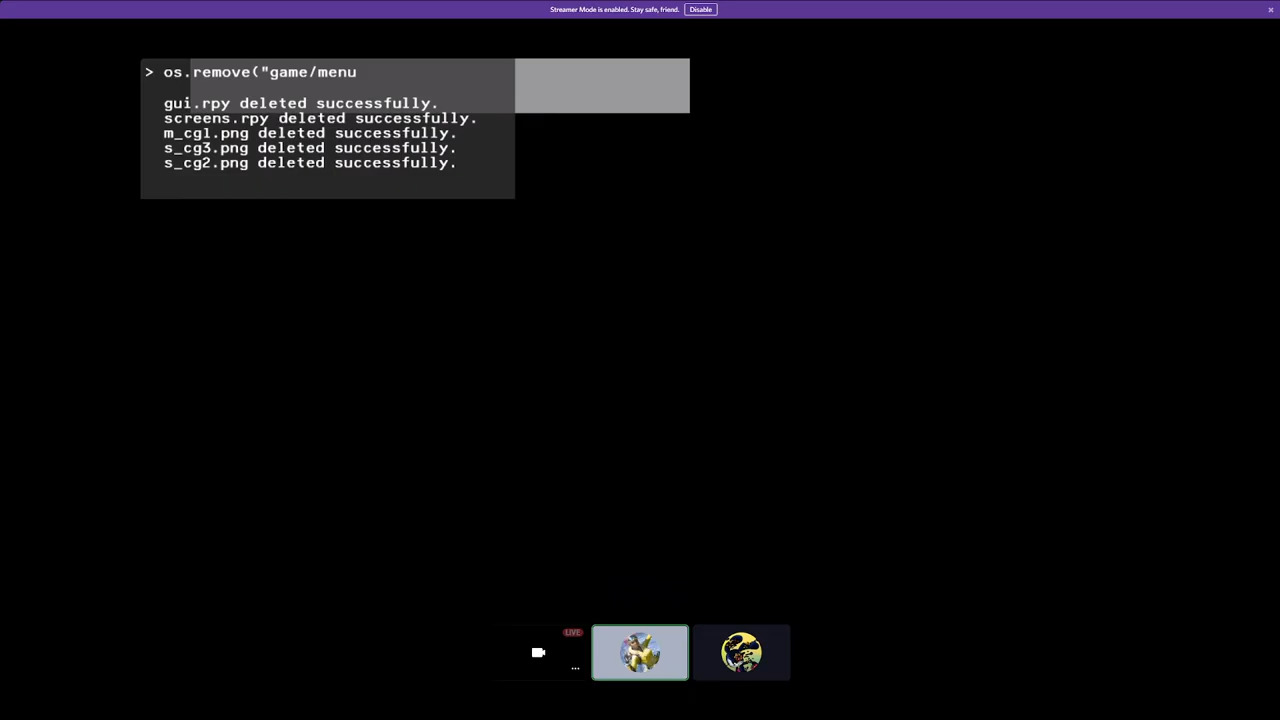 Streamer Mode is enabled. Stay safe, friend. Disable
> os.remove("game/menu
gui.rpy deleted successfully.
screens.rpy deleted successfully.
m_cg1.png deleted successfully.
s_cg3.png deleted successfully.
s_cg2.png deleted successfully.
LIVE